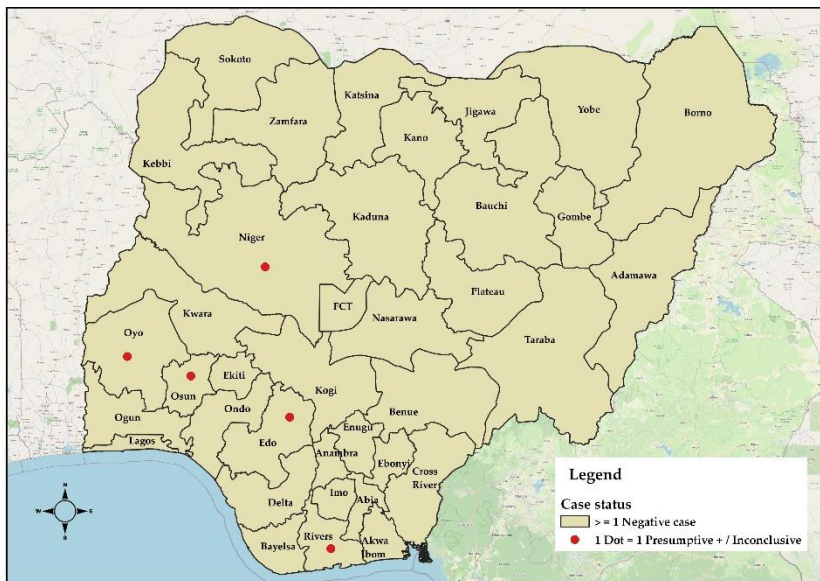 Sokoto
Katsina
Zamfara
Jigawa
Yobe
Borno
Kano
Kebbi
Kaduna
Bauchi
Gombe
Niger
Adamawa
Plateau
FCT
Nasarawa
Kwara
Oyo
Taraba
Osun
Ekiti
Kogi
Ogun
Ondo
Benue
Lagos
Edo
Enugu
Anambra
Ebonyi
Cross
River
Delta
Imo
Abia
Bayelsa
Rivers
Akwa
Ibom
N
W
E
S
Legend
Case status
> = 1 Negative case
1 Dot = 1 Presumptive + / Inconclusive